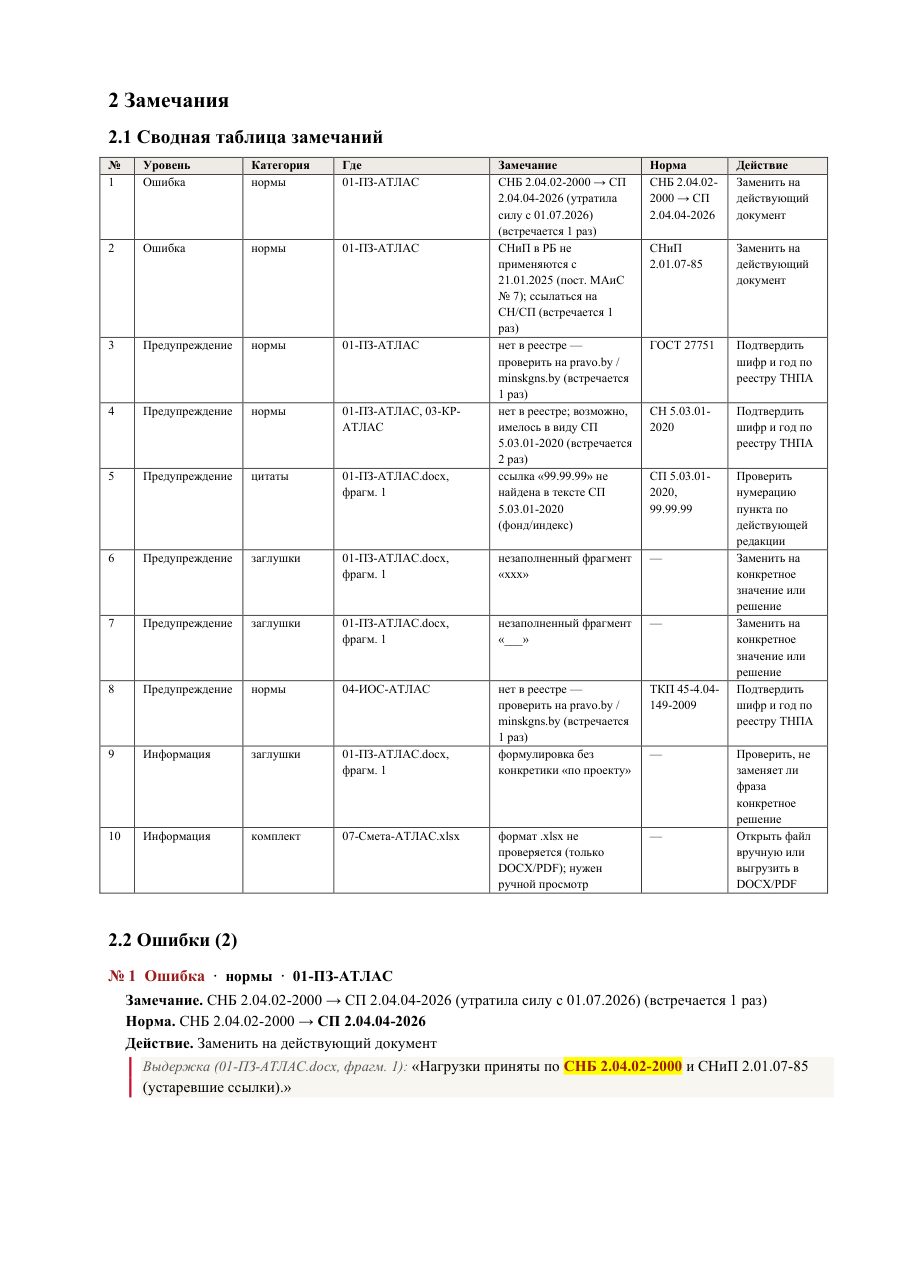 2 Замечания
2.1 Сводная таблица замечаний
№ Уровень Категория Где Замечание Норма Действие
1 Ошибка нормы 01-ПЗ-АТЛАС СНБ 2.04.02-2000 → СП СНБ 2.04.02- Заменить на
2.04.04-2026 (утратила 2000 → СП действующий
силу с 01.07.2026) 2.04.04-2026 документ
(встречается 1 раз)
2 Ошибка нормы 01-ПЗ-АТЛАС СНиП в РБ не СНиП Заменить на
применяются с 2.01.07-85 действующий
21.01.2025 (пост. МАиС документ
№ 7); ссылаться на
СН/СП (встречается 1
раз)
3 Предупреждение нормы 01-ПЗ-АТЛАС нет в реестре — ГОСТ 27751 Подтвердить
проверить на pravo.by / шифр и год по
minskgns.by (встречается реестру ТНПА
1 раз)
4 Предупреждение нормы 01-ПЗ-АТЛАС, 03-КР- нет в реестре; возможно, СН 5.03.01- Подтвердить
АТЛАС имелось в виду СП 2020 шифр и год по
5.03.01-2020 (встречается реестру ТНПА
2 раз)
5 Предупреждение цитаты 01-ПЗ-АТЛАС.docx, ссылка «99.99.99» не СП 5.03.01- Проверить
фрагм. 1 найдена в тексте СП 2020, нумерацию
5.03.01-2020 99.99.99 пункта по
(фонд/индекс) действующей
редакции
6 Предупреждение заглушки 01-ПЗ-АТЛАС.docx, незаполненный фрагмент — Заменить на
фрагм. 1 «xxx» конкретное
значение или
решение
7 Предупреждение заглушки 01-ПЗ-АТЛАС.docx, незаполненный фрагмент — Заменить на
фрагм. 1 «___» конкретное
значение или
решение
8 Предупреждение нормы 04-ИОС-АТЛАС нет в реестре — ТКП 45-4.04- Подтвердить
проверить на pravo.by / 149-2009 шифр и год по
minskgns.by (встречается реестру ТНПА
1 раз)
9 Информация заглушки 01-ПЗ-АТЛАС.docx, формулировка без — Проверить, не
фрагм. 1 конкретики «по проекту» заменяет ли
фраза
конкретное
решение
10 Информация комплект 07-Смета-АТЛАС.xlsx формат .xlsx не — Открыть файл
проверяется (только вручную или
DOCX/PDF); нужен выгрузить в
ручной просмотр DOCX/PDF
2.2 Ошибки (2)
№ 1 Ошибка · нормы · 01-ПЗ-АТЛАС
Замечание. СНБ 2.04.02-2000 → СП 2.04.04-2026 (утратила силу с 01.07.2026) (встречается 1 раз)
Норма. СНБ 2.04.02-2000 → СП 2.04.04-2026
Действие. Заменить на действующий документ
Выдержка (01-ПЗ-АТЛАС.docx, фрагм. 1): «Нагрузки приняты по СНБ 2.04.02-2000 и СНиП 2.01.07-85
(устаревшие ссылки).»